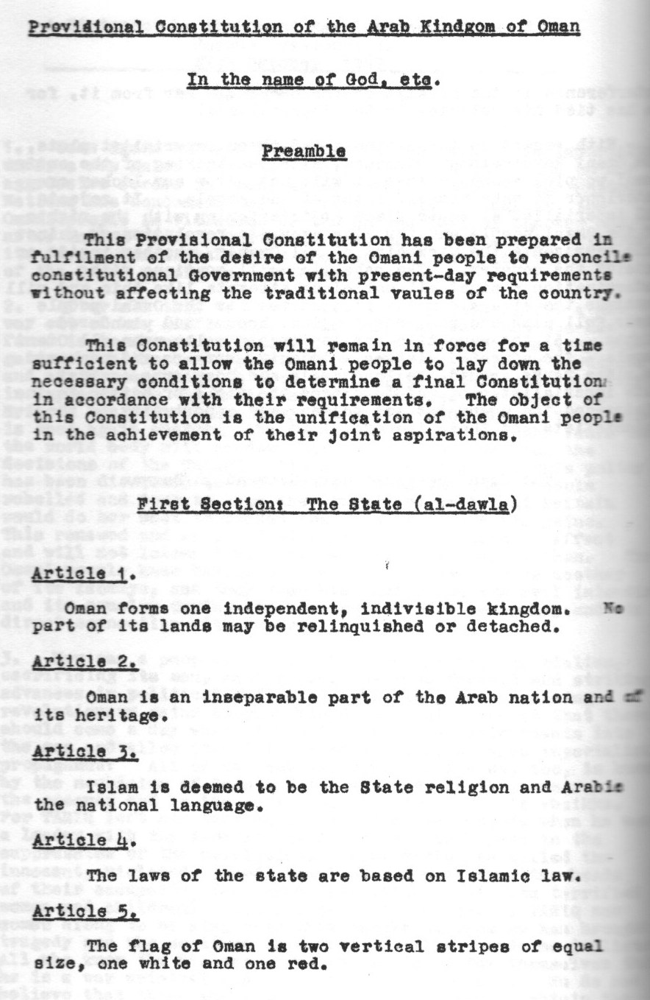 Providional Constitution of the Arab Kindgom of Oman
In the name of God, etc.
Preamble
This Provisional Constitution has been prepared in
fulfilment of the desire of the Omani people to reconcile
constitutional Government with present-day requirements
without affecting the traditional vaules of the country.
This Constitution will remain in force for a time
sufficient to allow the Omani people to lay down the
necessary conditions to determine a final Constitution
in accordance with their requirements. The object of
this Constitution is the unification of the Omani people
in the achievement of their joint aspirations.
First Section: The State (al-dawla)
Article 1.
Oman forms one independent, indivisible kingdom. No
part of its lands may be relinquished or detached.
Article 2.
Oman is an inseparable part of the Arab nation and of
its heritage.
Article 3.
Islam is deemed to be the State religion and Arabic
the national language.
Article 4.
The laws of the state are based on Islamic law.
Article 5.
The flag of Oman is two vertical stripes of equal
size, one white and one red.